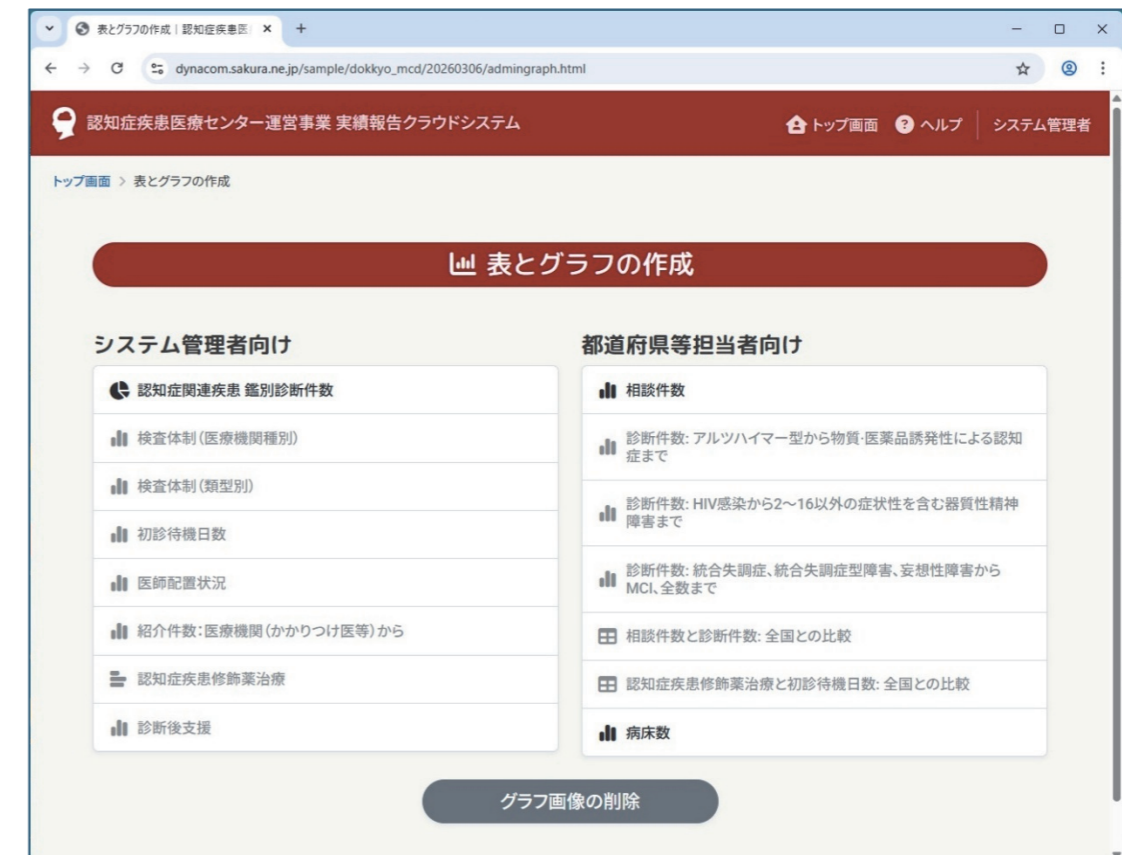 表とグラフの作成 | 認知症疾患医
dynacom.sakura.ne.jp/sample/dokkyo_mcd/20260306/admingraph.html
認知症疾患医療センター運営事業 実績報告クラウドシステム
トップ画面
ヘルプ
システム管理者
トップ画面 > 表とグラフの作成
表とグラフの作成
システム管理者向け
認知症関連疾患 鑑別診断件数
検査体制(医療機関種別)
検査体制(類型別)
初診待機日数
医師配置状況
紹介件数:医療機関(かかりつけ医等)から
認知症疾患修飾薬治療
診断後支援
都道府県等担当者向け
相談件数
診断件数: アルツハイマー型から物質·医薬品誘発性による認知
症まで
診断件数: HIV感染から2〜16以外の症状性を含む器質性精神
障害まで
診断件数: 統合失調症、統合失調症型障害、妄想性障害から
MCI、全数まで
相談件数と診断件数: 全国との比較
認知症疾患修飾薬治療と初診待機日数: 全国との比較
病床数
グラフ画像の削除